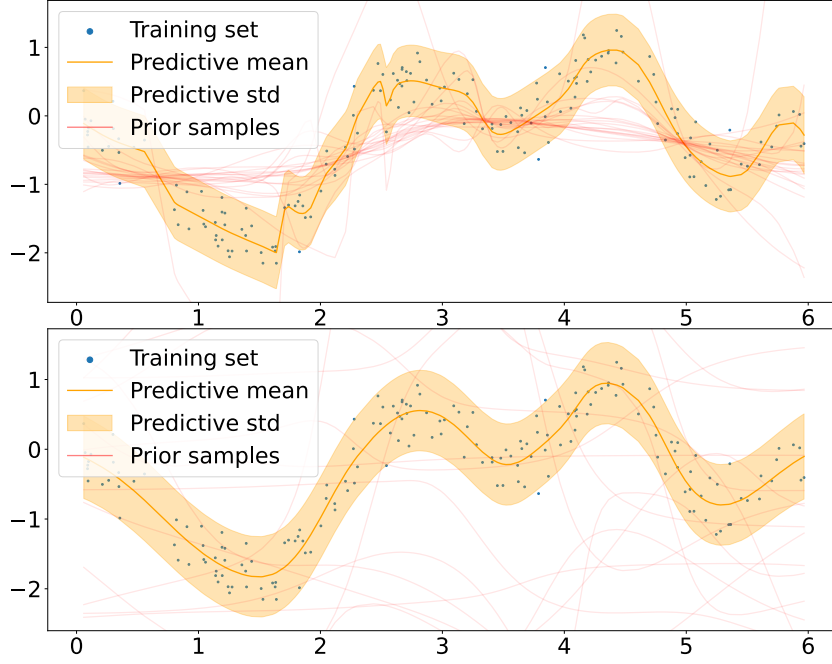 1
0
−1
−2
Training set
Predictive mean
Predictive std
Prior samples
0 1 2 3 4 5 6
1
0
−1
−2
Training set
Predictive mean
Predictive std
Prior samples
0 1 2 3 4 5 6